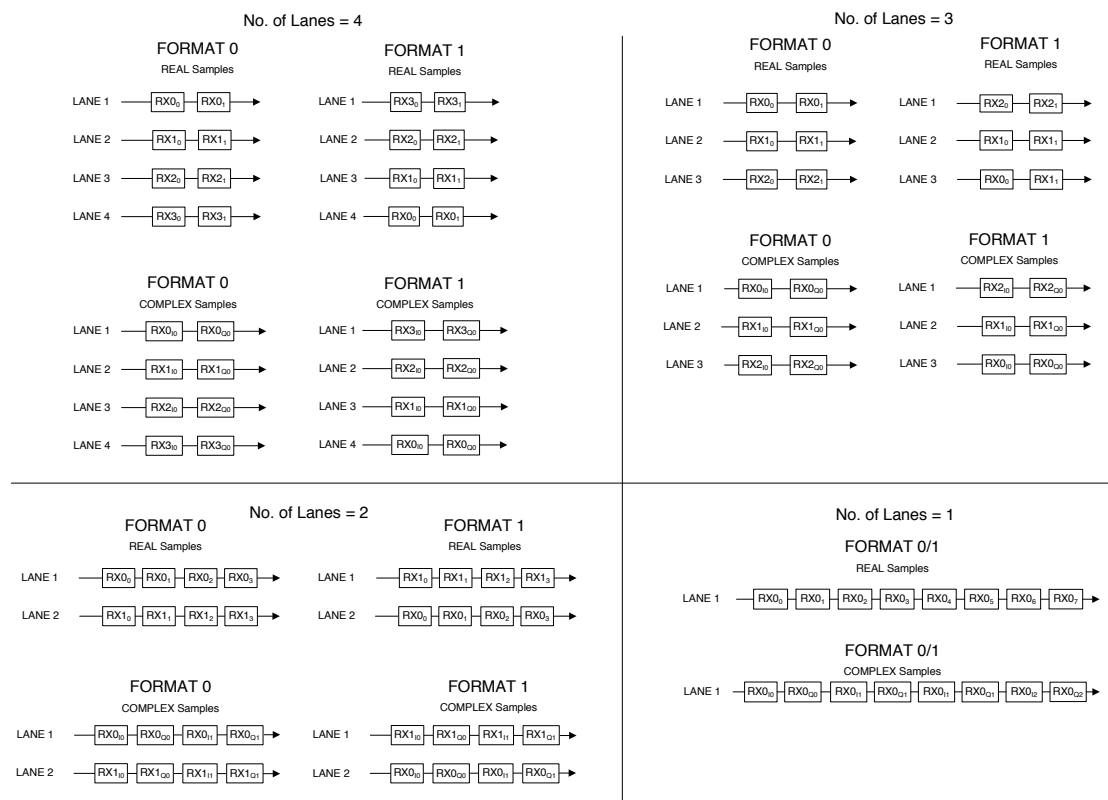 No. of Lanes = 4
FORMAT 0
REAL Samples
LANE 1 RX0₀ RX0₁
LANE 2 RX1₀ RX1₁
LANE 3 RX2₀ RX2₁
LANE 4 RX3₀ RX3₁
FORMAT 1
REAL Samples
LANE 1 RX3₀ RX3₁
LANE 2 RX2₀ RX2₁
LANE 3 RX1₀ RX1₁
LANE 4 RX0₀ RX0₁
FORMAT 0
COMPLEX Samples
LANE 1 RX0I0 RX0Q0
LANE 2 RX1I0 RX1Q0
LANE 3 RX2I0 RX2Q0
LANE 4 RX3I0 RX3Q0
FORMAT 1
COMPLEX Samples
LANE 1 RX3I0 RX3Q0
LANE 2 RX2I0 RX2Q0
LANE 3 RX1I0 RX1Q0
LANE 4 RX0I0 RX0Q0
No. of Lanes = 3
FORMAT 0
REAL Samples
LANE 1 RX0₀ RX0₁
LANE 2 RX1₀ RX1₁
LANE 3 RX2₀ RX2₁
FORMAT 1
REAL Samples
LANE 1 RX2₀ RX2₁
LANE 2 RX1₀ RX1₁
LANE 3 RX0₀ RX1₁
FORMAT 0
COMPLEX Samples
LANE 1 RX0I0 RX0Q0
LANE 2 RX1I0 RX1Q0
LANE 3 RX2I0 RX2Q0
FORMAT 1
COMPLEX Samples
LANE 1 RX2I0 RX2Q0
LANE 2 RX1I0 RX1Q0
LANE 3 RX0I0 RX0Q0
No. of Lanes = 2
FORMAT 0
REAL Samples
LANE 1 RX0₀ RX0₁ RX0₂ RX0₃
LANE 2 RX1₀ RX1₁ RX1₂ RX1₃
FORMAT 1
REAL Samples
LANE 1 RX1₀ RX1₁ RX1₂ RX1₃
LANE 2 RX0₀ RX0₁ RX0₂ RX0₃
FORMAT 0
COMPLEX Samples
LANE 1 RX0I0 RX0Q0 RX0I1 RX0Q1
LANE 2 RX1I0 RX1Q0 RX1I1 RX1Q1
FORMAT 1
COMPLEX Samples
LANE 1 RX1I0 RX1Q0 RX1I1 RX1Q1
LANE 2 RX0I0 RX0Q0 RX0I1 RX0Q1
No. of Lanes = 1
FORMAT 0/1
REAL Samples
LANE 1 RX0₀ RX0₁ RX0₂ RX0₃ RX0₄ RX0₅ RX0₆ RX0₇
FORMAT 0/1
COMPLEX Samples
LANE 1 RX0I0 RX0Q0 RX0I1 RX0Q1 RX0I1 RX0Q1 RX0I2 RX0Q2